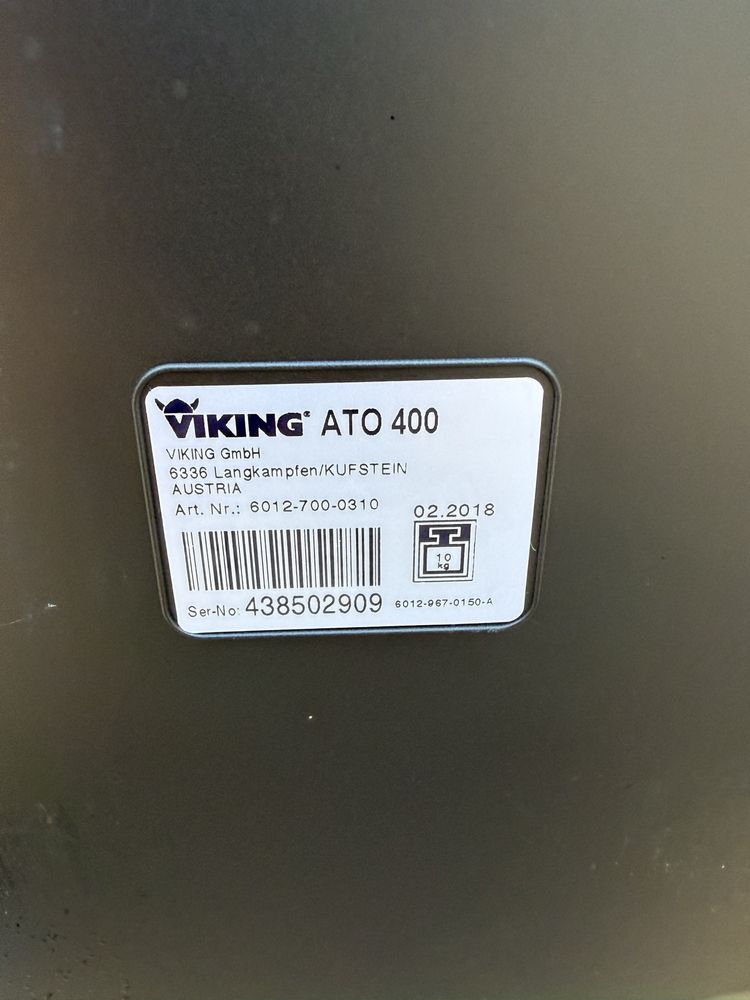 VIKING® ATO 400
VIKING GmbH
6336 Langkampfen/KUFSTEIN
AUSTRIA
Art. Nr.: 6012-700-0310
02.2018
10
kg
Ser-No: 438502909
6012-967-0150-A